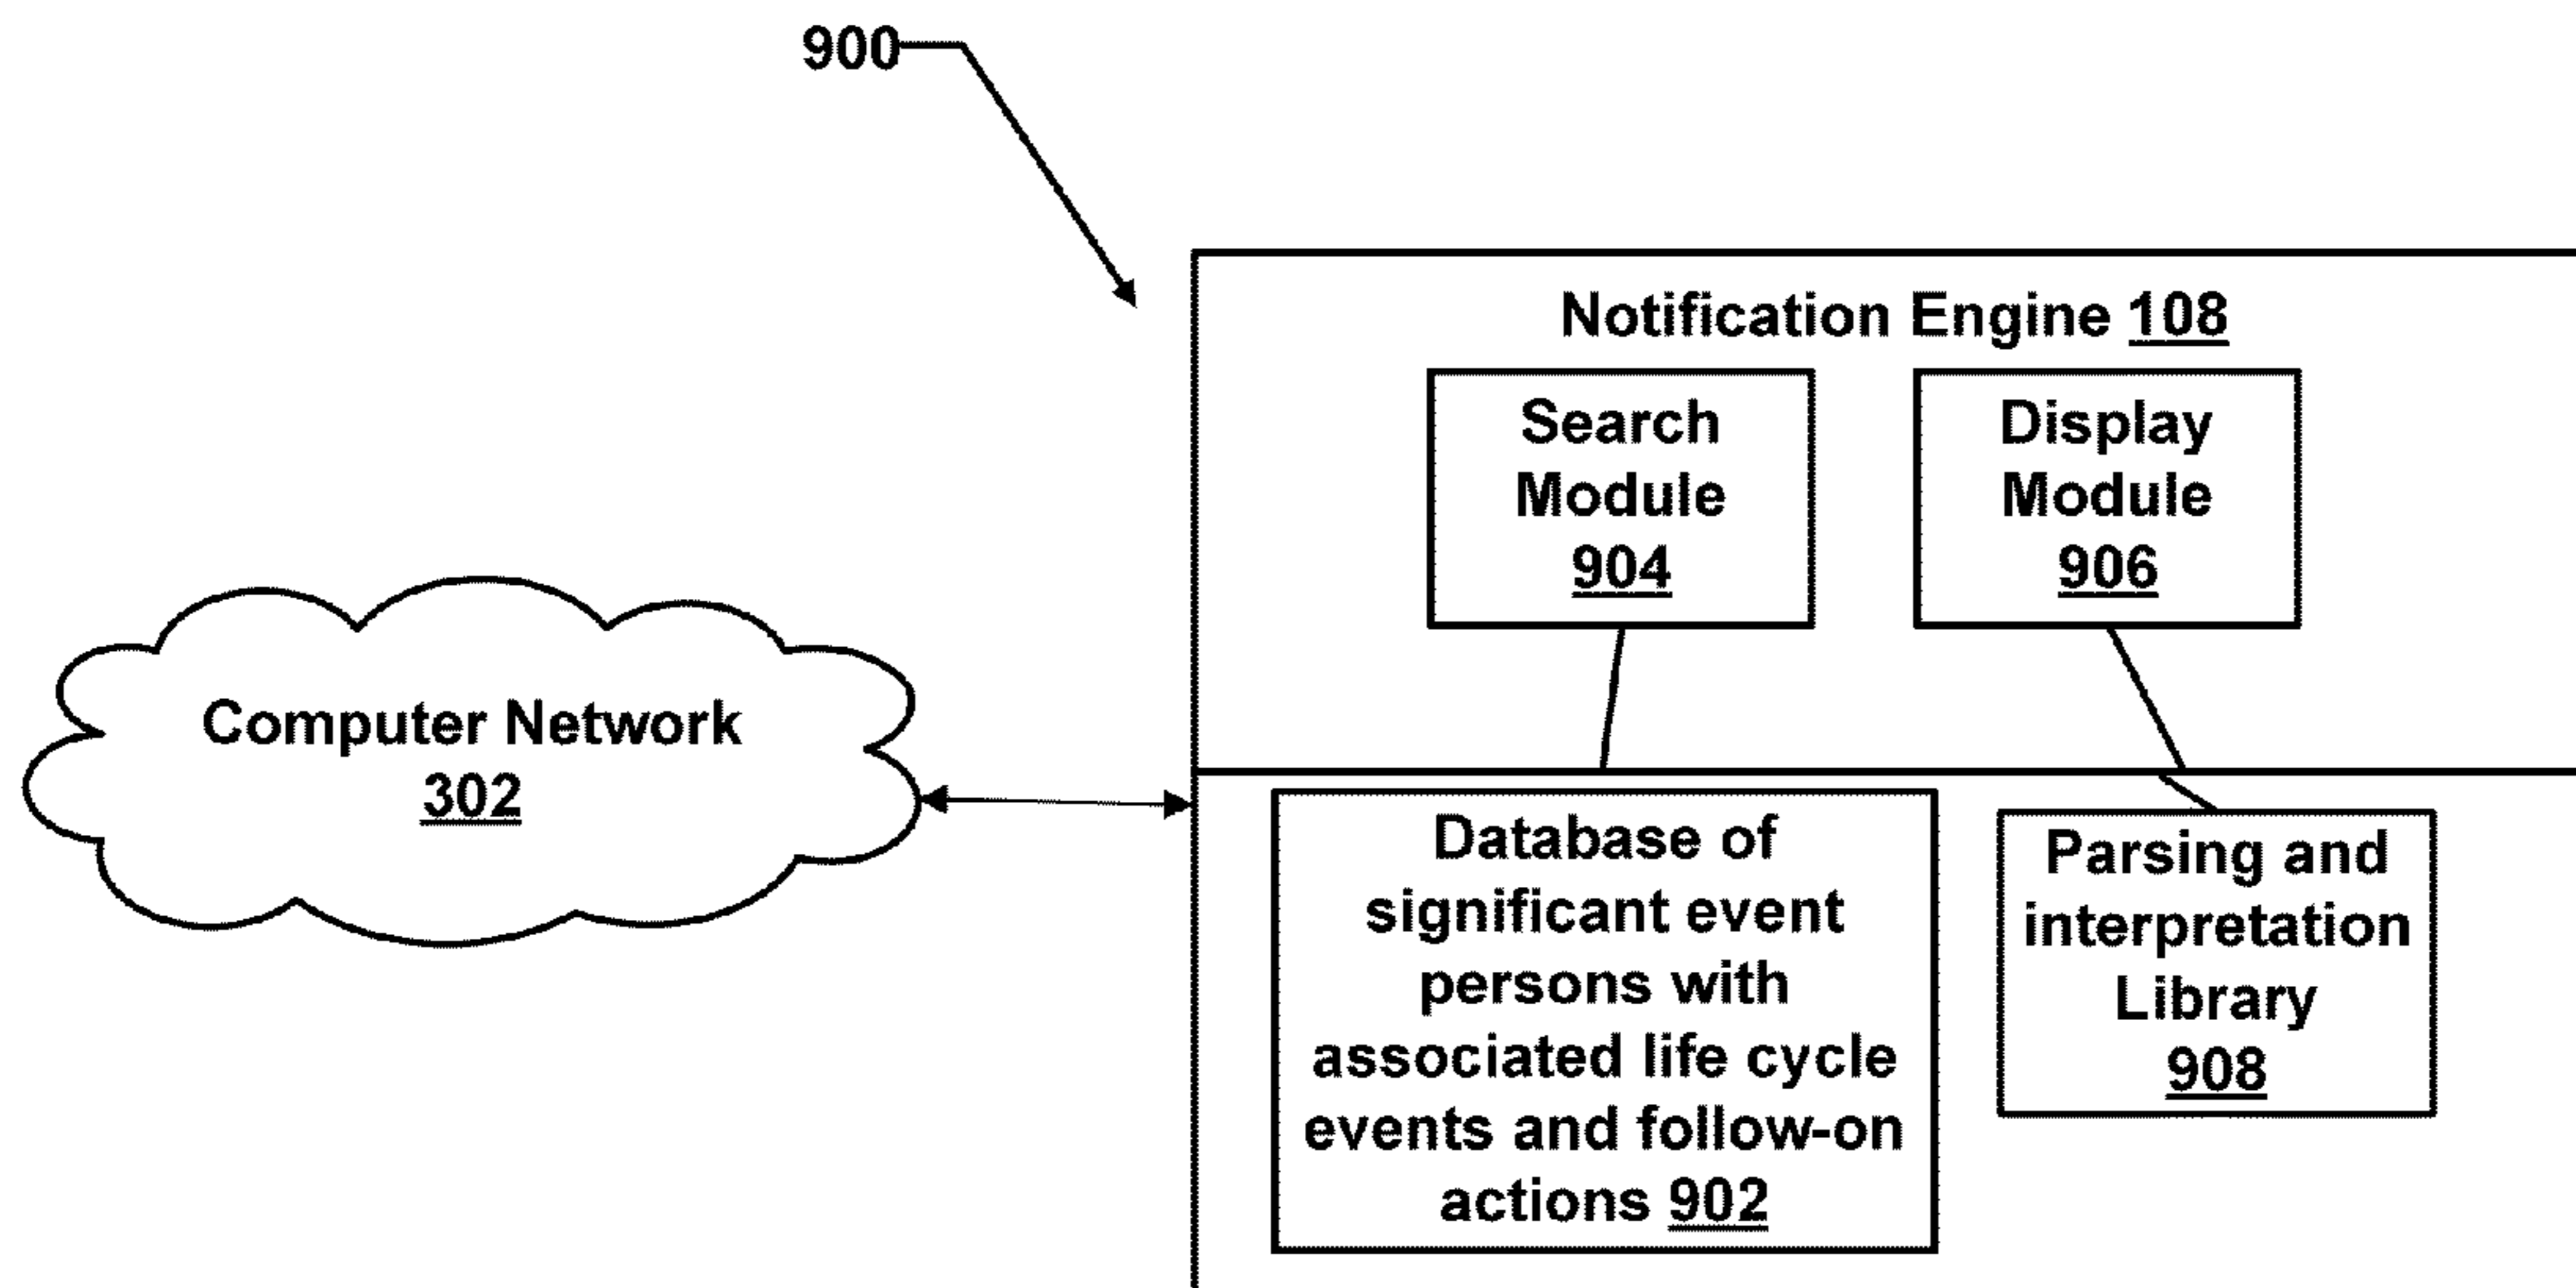 900
Notification Engine 108
Search
Module
904
Display
Module
906
Computer Network
302
Database of
significant event
persons with
associated life cycle
events and follow-on
actions 902
Parsing and
interpretation
Library
908